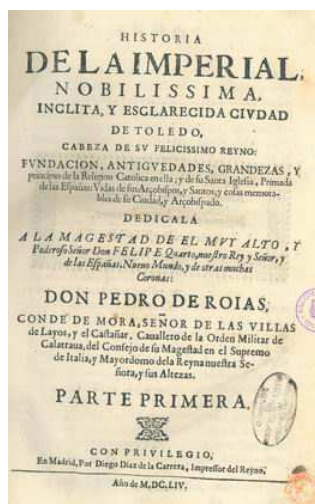 HISTORIA
DE LA IMPERIAL,
NOBILISSIMA,
INCLITA, Y ESCLARECIDA CIVDAD
DE TOLEDO,
CABEZA DE SV FELICISSIMO REYNO:
FVNDACION, ANTIGVEDADES, GRANDEZAS, Y
principio de la Religion Catolica en ella; y de su Santa Iglesia, Primada
de las Españas: Vidas de sus Arçobispos, y Santos, y cosas memora-
bles de su Ciudad, y Arçobispado.
DEDICALA
A LA MAGESTAD DE EL MVY ALTO, Y
Poderoso Señor Don FELIPE Quarto, nuestro Rey y Señor, y
de las Españas, Nueuo Mundo, y de otras muchas
Coronas:
DON PEDRO DE ROIAS,
CONDE DE MORA, SEÑOR DE LAS VILLAS
de Layos, y el Castañar, Cauallero de la Orden Militar de
Calatraua, del Consejo de su Magestad en el Supremo
de Italia, y Mayordomo de la Reyna nuestra Se-
ñora, y sus Altezas.
PARTE PRIMERA.
CON PRIVILEGIO,
En Madrid, Por Diego Diaz de la Carrera, Impressor del Reyno,
Año de M.DC.LIV.